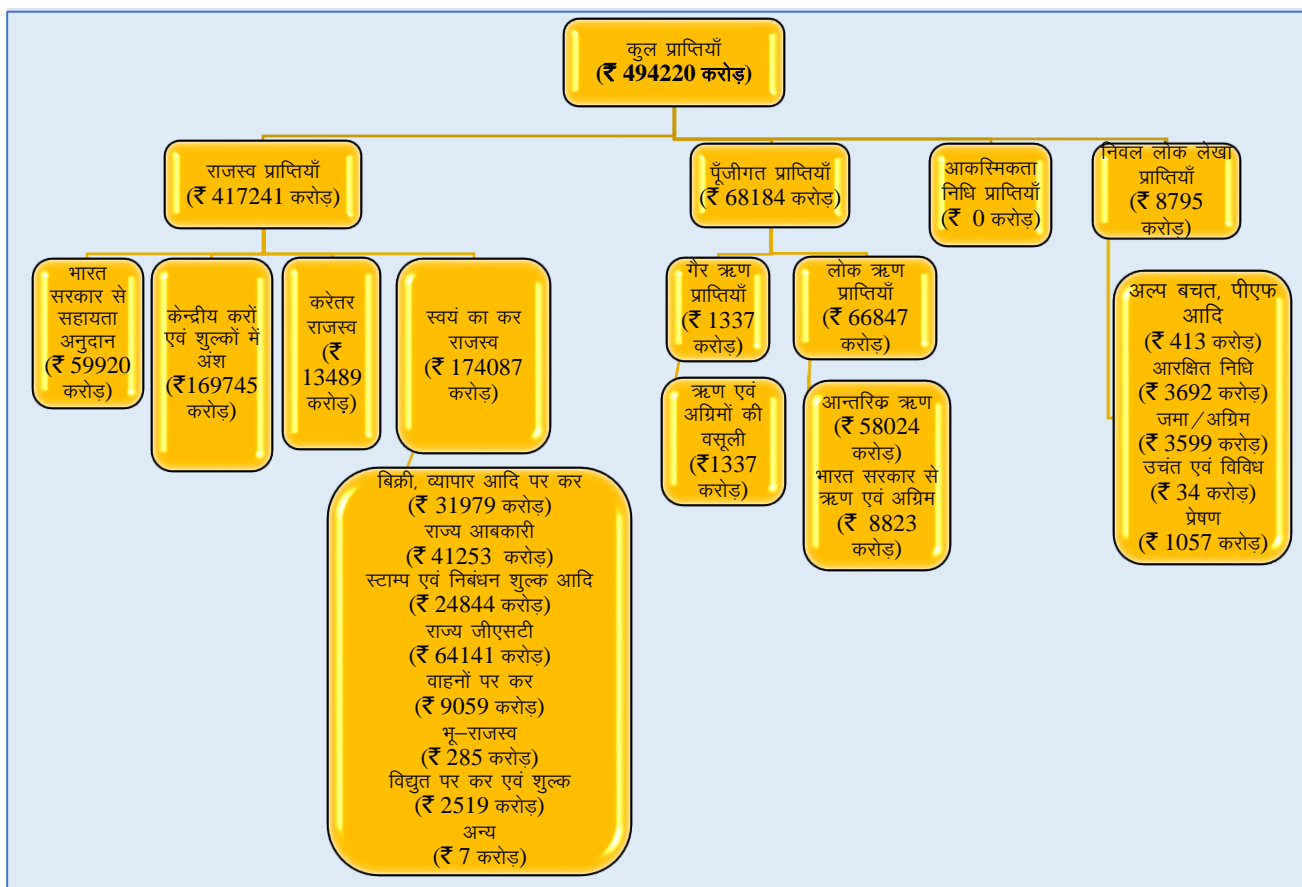 कुल प्राप्तियाँ
(₹ 494220 करोड़)
राजस्व प्राप्तियाँ
(₹ 417241 करोड़)
पूँजीगत प्राप्तियाँ
(₹ 68184 करोड़)
आकस्मिकता
निधि प्राप्तियाँ
(₹ 0 करोड़)
निवल लोक लेखा
प्राप्तियाँ
(₹ 8795
करोड़)
भारत
सरकार से
सहायता
अनुदान
(₹ 59920
करोड़)
केन्द्रीय करों
एवं शुल्कों में
अंश
(₹169745
करोड़)
करेतर
राजस्व
(₹
13489
करोड़)
स्वयं का कर
राजस्व
(₹ 174087
करोड़)
गैर ऋण
प्राप्तियाँ
(₹ 1337
करोड़)
लोक ऋण
प्राप्तियाँ
(₹ 66847
करोड़)
ऋण एवं
अग्रिमों की
वसूली
(₹1337
करोड़)
आन्तरिक ऋण
(₹ 58024
करोड़)
भारत सरकार से
ऋण एवं अग्रिम
(₹ 8823
करोड़)
अल्प बचत, पीएफ
आदि
(₹ 413 करोड़)
आरक्षित निधि
(₹ 3692 करोड़)
जमा/अग्रिम
(₹ 3599 करोड़)
उचंत एवं विविध
(₹ 34 करोड़)
प्रेषण
(₹ 1057 करोड़)
बिक्री, व्यापार आदि पर कर
(₹ 31979 करोड़)
राज्य आबकारी
(₹ 41253 करोड़)
स्टाम्प एवं निबंधन शुल्क आदि
(₹ 24844 करोड़)
राज्य जीएसटी
(₹ 64141 करोड़)
वाहनों पर कर
(₹ 9059 करोड़)
भू–राजस्व
(₹ 285 करोड़)
विद्युत पर कर एवं शुल्क
(₹ 2519 करोड़)
अन्य
(₹ 7 करोड़)